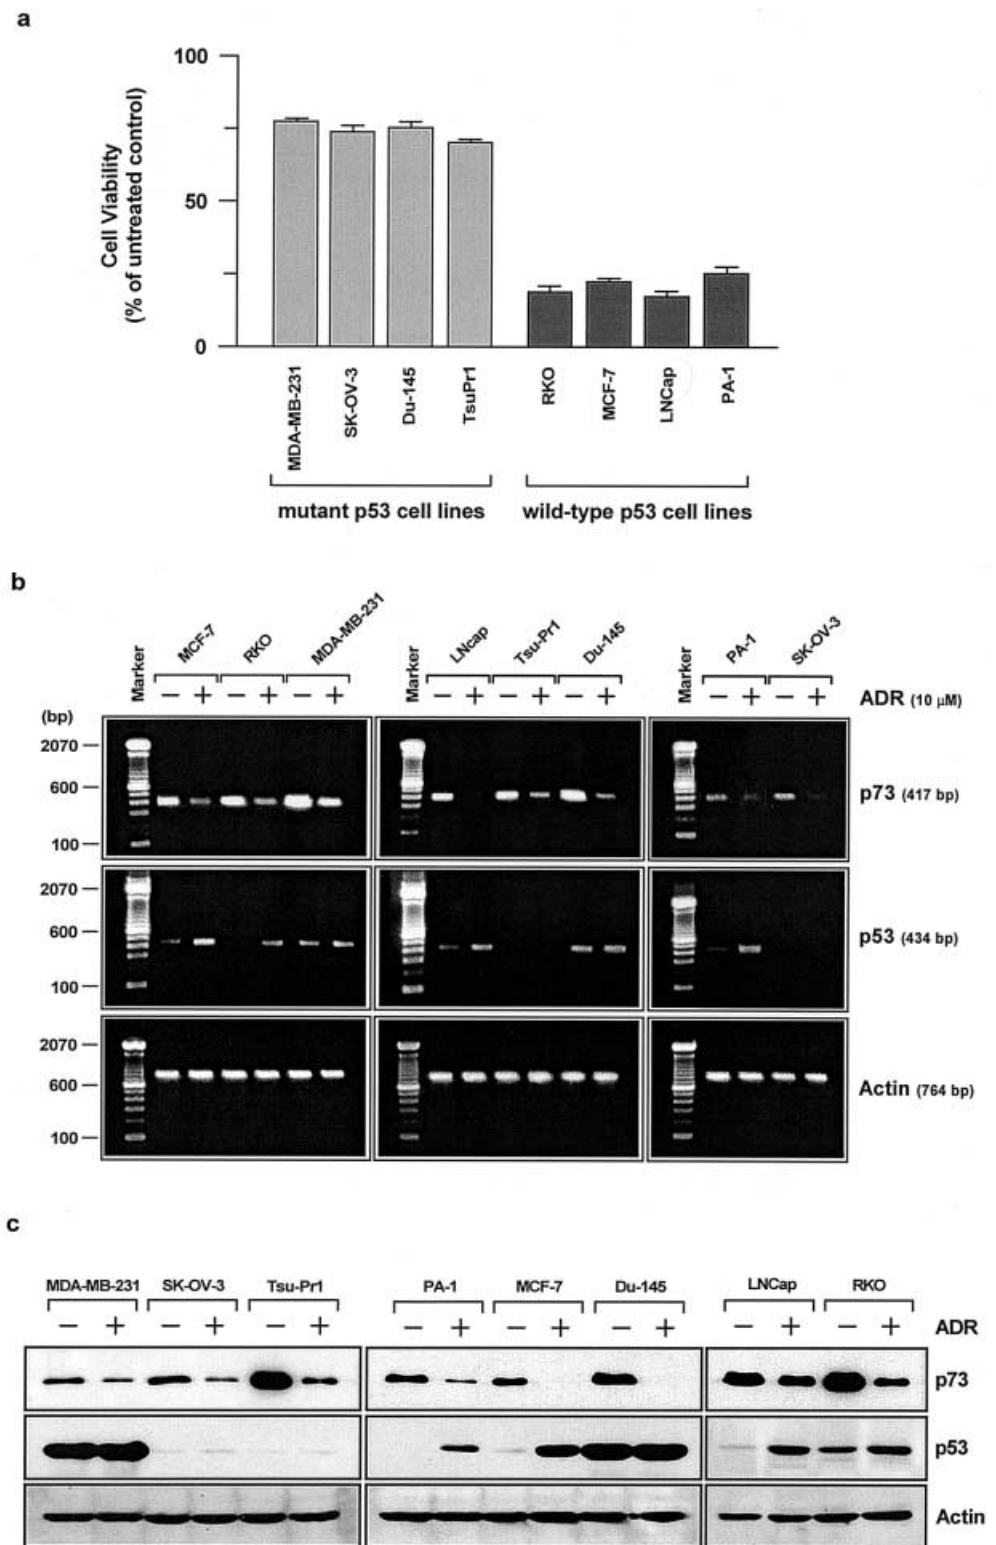 a
100
50
0
Cell Viability
(% of untreated control)
MDA-MB-231
SK-OV-3
Du-145
TsuPr1
RKO
MCF-7
LNCap
PA-1
mutant p53 cell lines
wild-type p53 cell lines
b
Marker
MCF-7
RKO
MDA-MB-231
Marker
LNcap
Tsu-Pr1
Du-145
Marker
PA-1
SK-OV-3
− + − + − + − + − + − + − + − + ADR (10 μM)
(bp)
2070
600
100
p73 (417 bp)
2070
600
100
p53 (434 bp)
2070
600
100
Actin (764 bp)
c
MDA-MB-231 SK-OV-3 Tsu-Pr1 PA-1 MCF-7 Du-145 LNCap RKO
− + − + − + − + − + − + − + − + ADR
p73
p53
Actin